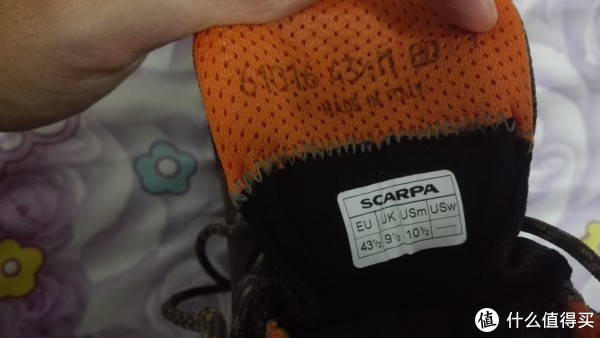 MADE IN ITALY
SCARPA
EU UK USm USw
43½ 9½ 10½ —
值 什么值得买